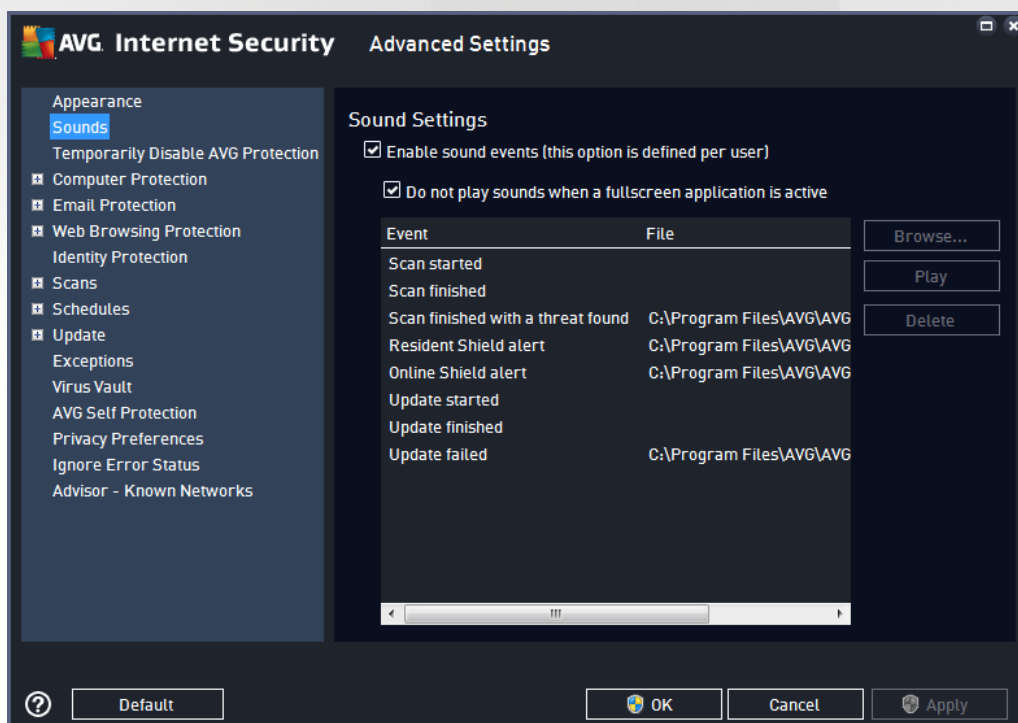 AVG. Internet Security Advanced Settings
Appearance
Sounds
Temporarily Disable AVG Protection
Computer Protection
Email Protection
Web Browsing Protection
Identity Protection
Scans
Schedules
Update
Exceptions
Virus Vault
AVG Self Protection
Privacy Preferences
Ignore Error Status
Advisor - Known Networks
Sound Settings
Enable sound events (this option is defined per user)
Do not play sounds when a fullscreen application is active
Event File
Scan started
Scan finished
Scan finished with a threat found C:\Program Files\AVG\AVG
Resident Shield alert C:\Program Files\AVG\AVG
Online Shield alert C:\Program Files\AVG\AVG
Update started
Update finished
Update failed C:\Program Files\AVG\AVG
Browse...
Play
Delete
? Default OK Cancel Apply